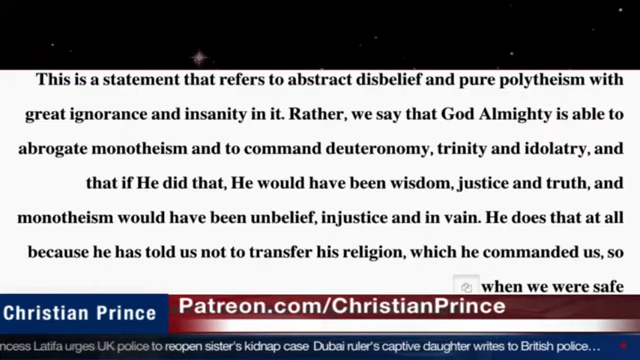 This is a statement that refers to abstract disbelief and pure polytheism with
great ignorance and insanity in it. Rather, we say that God Almighty is able to
abrogate monotheism and to command deuteronomy, trinity and idolatry, and
that if He did that, He would have been wisdom, justice and truth, and
monotheism would have been unbelief, injustice and in vain. He does that at all
because he has told us not to transfer his religion, which he commanded us, so
when we were safe
Christian Prince
Patreon.com/ChristianPrince
ncess Latifa urges UK police to reopen sister's kidnap case Dubai ruler's captive daughter writes to British police...